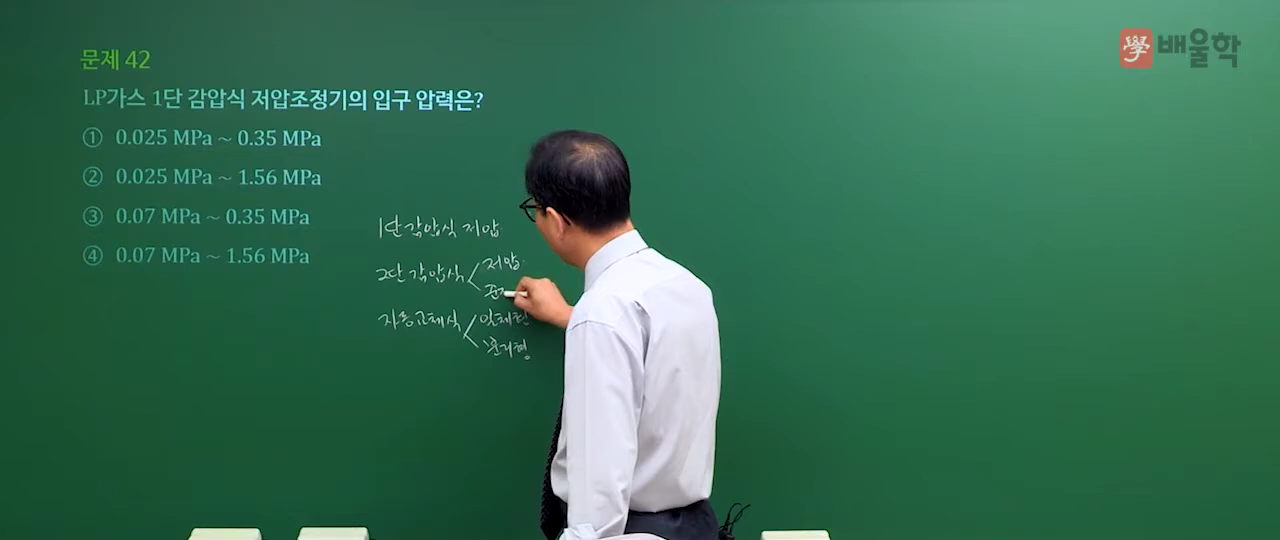 學 배울학
문제 42
LP가스 1단 감압식 저압조정기의 입구 압력은?
① 0.025 MPa ~ 0.35 MPa
② 0.025 MPa ~ 1.56 MPa
③ 0.07 MPa ~ 0.35 MPa
④ 0.07 MPa ~ 1.56 MPa
1단 감압식 저압
2단 감압식 저압
자동교체식 일체형
분리형